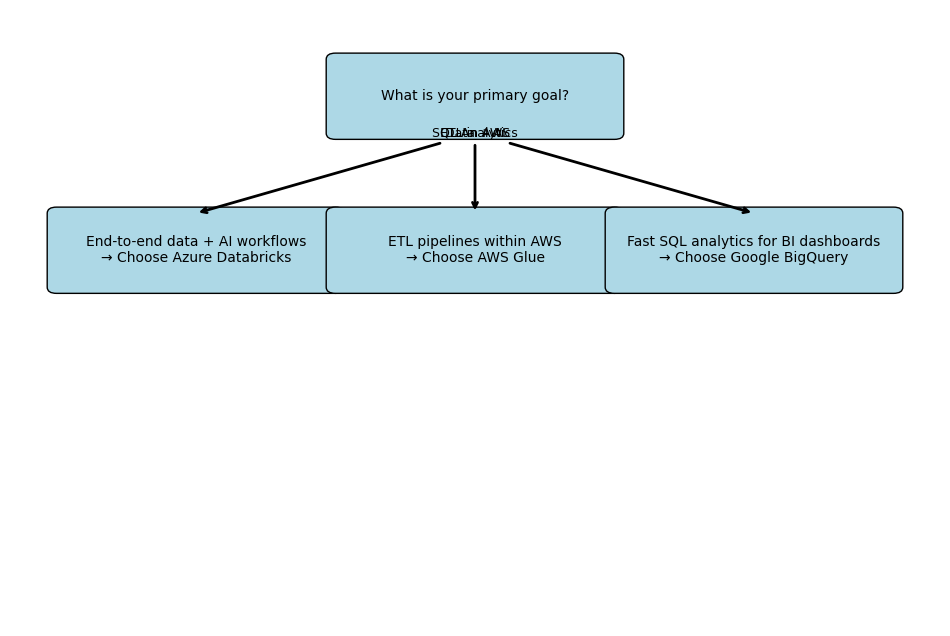 What is your primary goal?
End-to-end data + AI workflows
→ Choose Azure Databricks
ETL pipelines within AWS
→ Choose AWS Glue
Fast SQL analytics for BI dashboards
→ Choose Google BigQuery